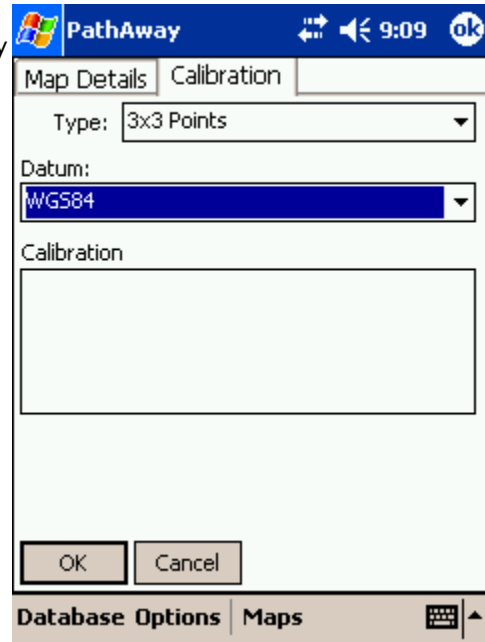 PathAway 9:09 ok
Map Details Calibration
Type: 3x3 Points
Datum:
WGS84
Calibration
OK Cancel
Database Options Maps